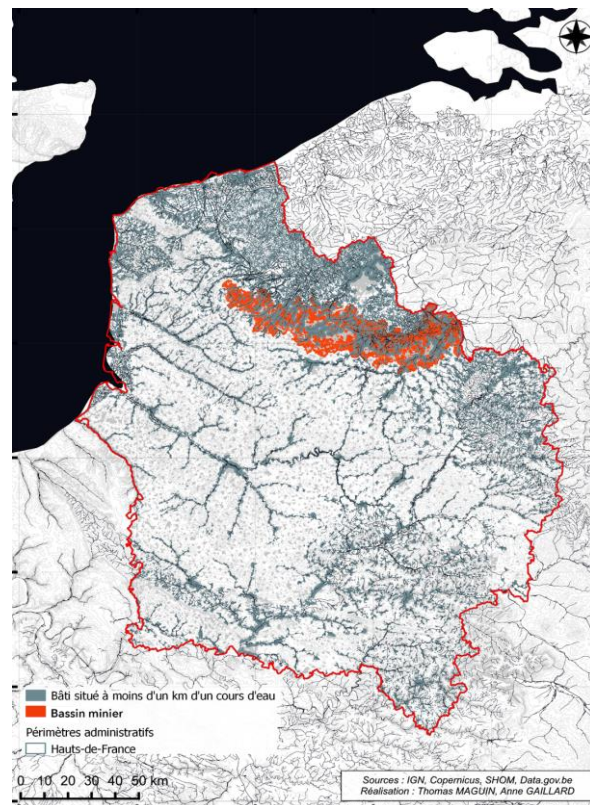 Bâti situé à moins d'un km d'un cours d'eau
Bassin minier
Périmètres administratifs
Hauts-de-France
0 10 20 30 40 50 km
Sources : IGN, Copernicus, SHOM, Data.gov.be
Réalisation : Thomas MAGUIN, Anne GAILLARD